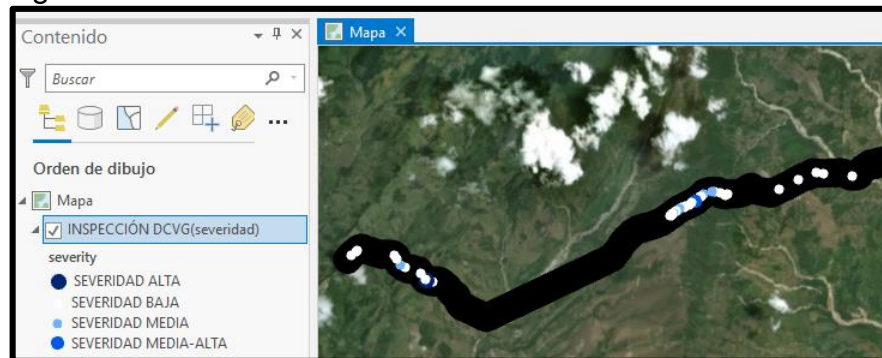 Contenido
Mapa
Buscar
Orden de dibujo
Mapa
INSPECCIÓN DCVG(severidad)
severity
SEVERIDAD ALTA
SEVERIDAD BAJA
SEVERIDAD MEDIA
SEVERIDAD MEDIA-ALTA